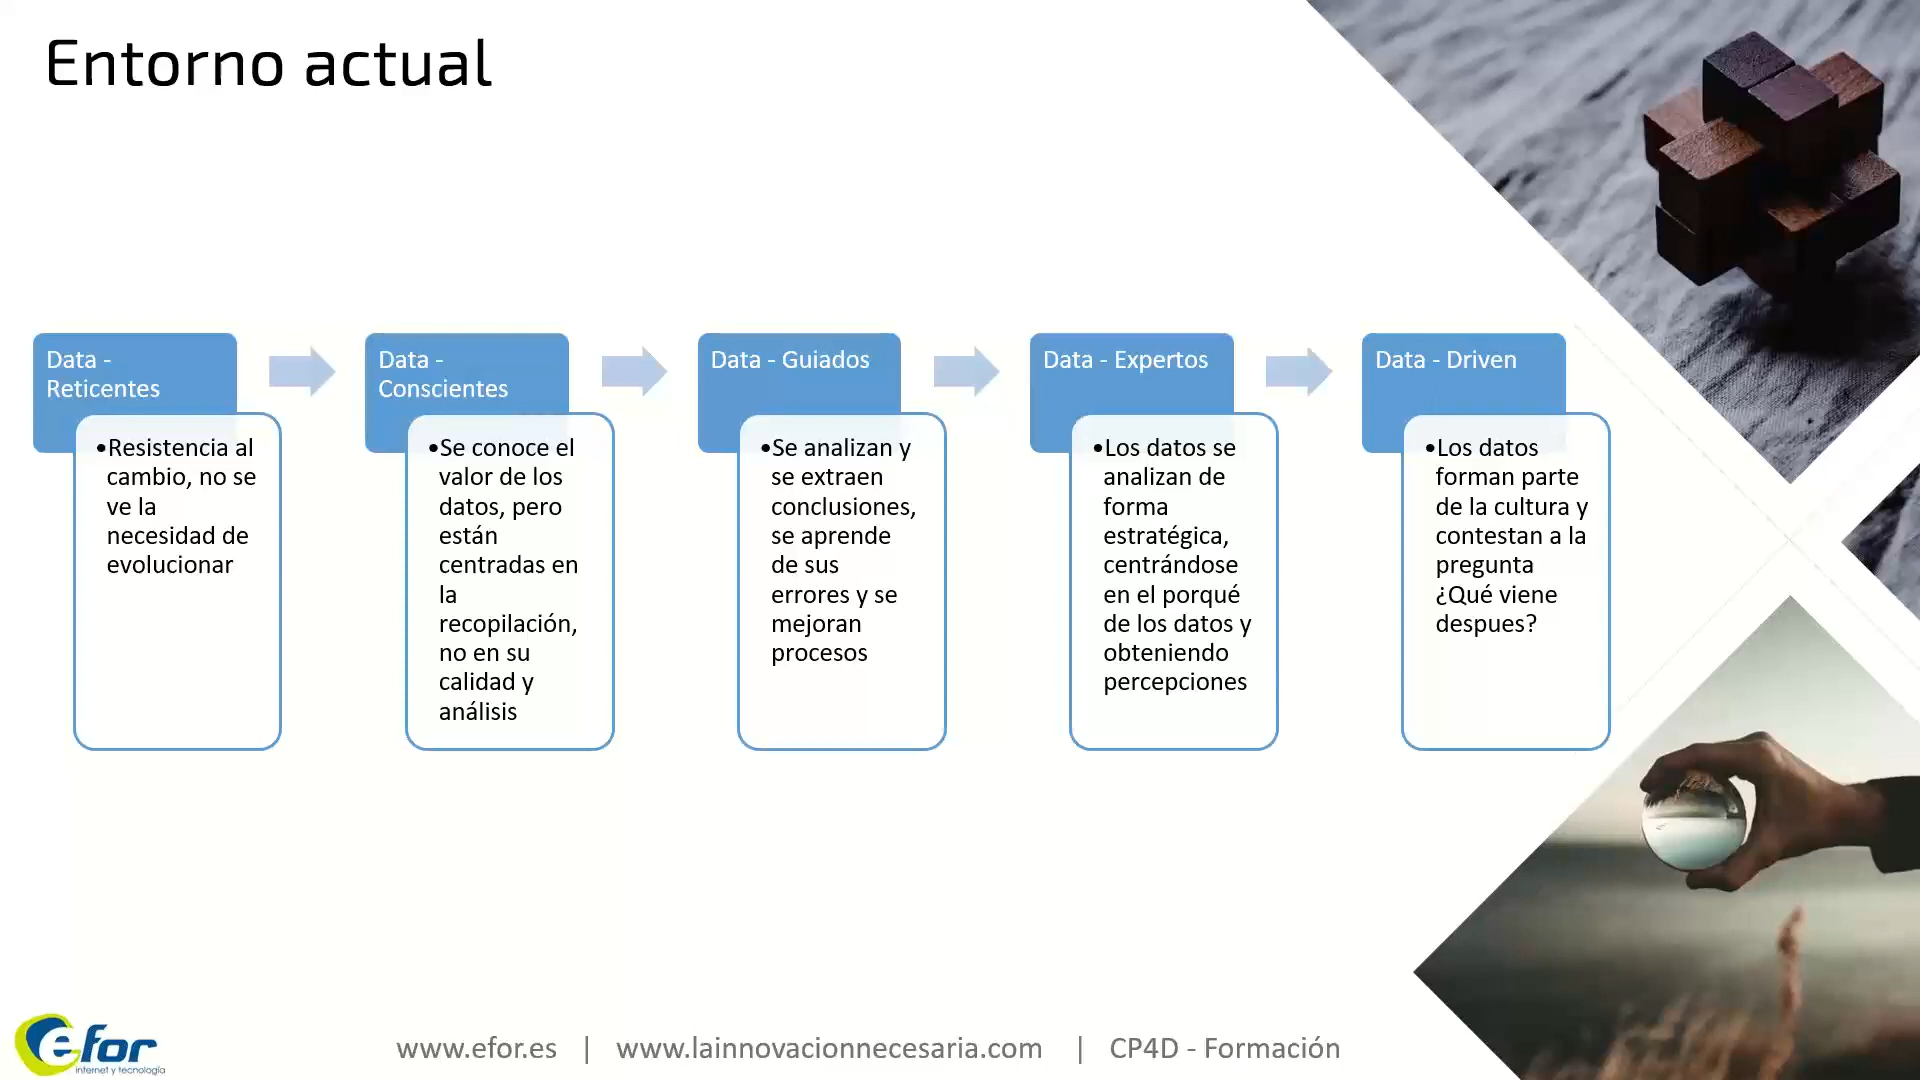 Entorno actual
Data -
Reticentes
•Resistencia al
cambio, no se
ve la
necesidad de
evolucionar
Data -
Conscientes
•Se conoce el
valor de los
datos, pero
están
centradas en
la
recopilación,
no en su
calidad y
análisis
Data - Guiados
•Se analizan y
se extraen
conclusiones,
se aprende
de sus
errores y se
mejoran
procesos
Data - Expertos
•Los datos se
analizan de
forma
estratégica,
centrándose
en el porqué
de los datos y
obteniendo
percepciones
Data - Driven
•Los datos
forman parte
de la cultura y
contestan a la
pregunta
¿Qué viene
despues?
efor
internet y tecnología
www.efor.es | www.lainnovacionnecesaria.com | CP4D - Formación